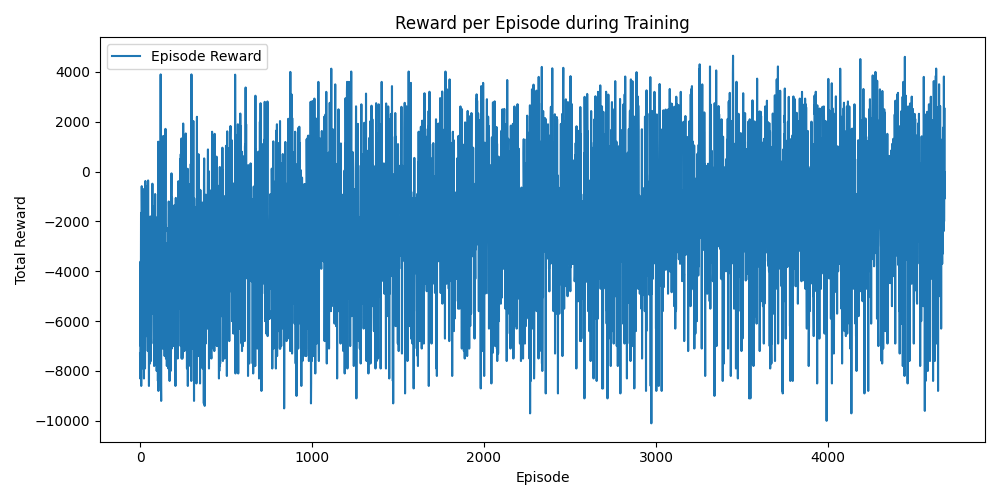 Reward per Episode during Training
Episode Reward
4000
2000
0
−2000
−4000
−6000
−8000
−10000
Total Reward
0 1000 2000 3000 4000
Episode